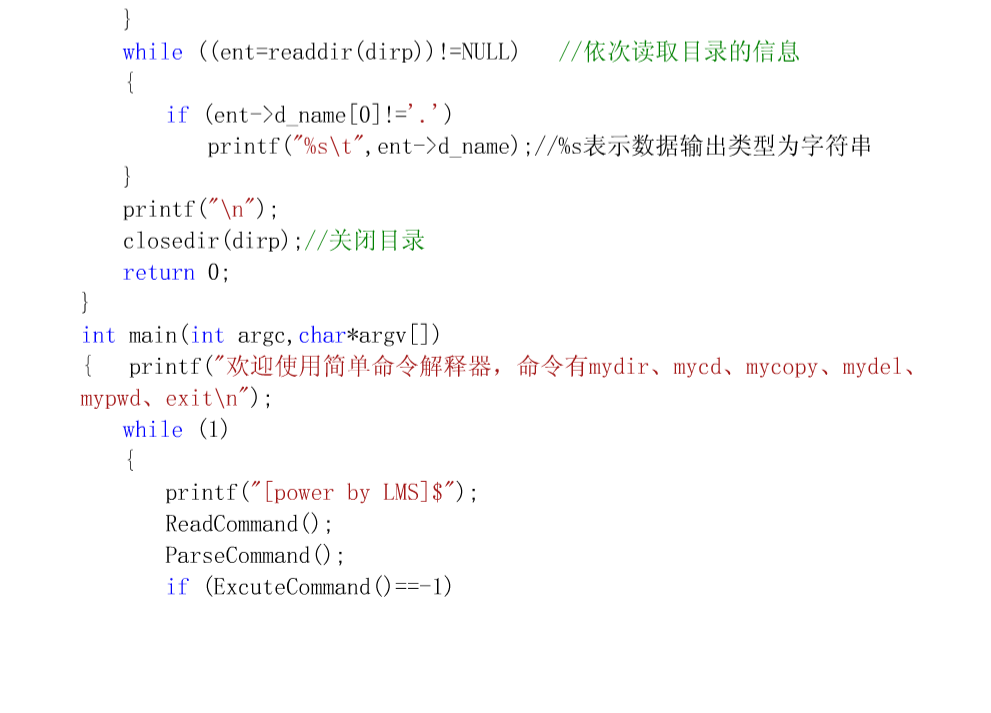 }
while ((ent=readdir(dirp))!=NULL)   //依次读取目录的信息
{
if (ent->d_name[0]!='.')
printf("%s\t",ent->d_name);//%s表示数据输出类型为字符串
}
printf("\n");
closedir(dirp);//关闭目录
return 0;
}
int main(int argc,char*argv[])
{   printf("欢迎使用简单命令解释器，命令有mydir、mycd、mycopy、mydel、
mypwd、exit\n");
while (1)
{
printf("[power by LMS]$");
ReadCommand();
ParseCommand();
if (ExcuteCommand()==-1)